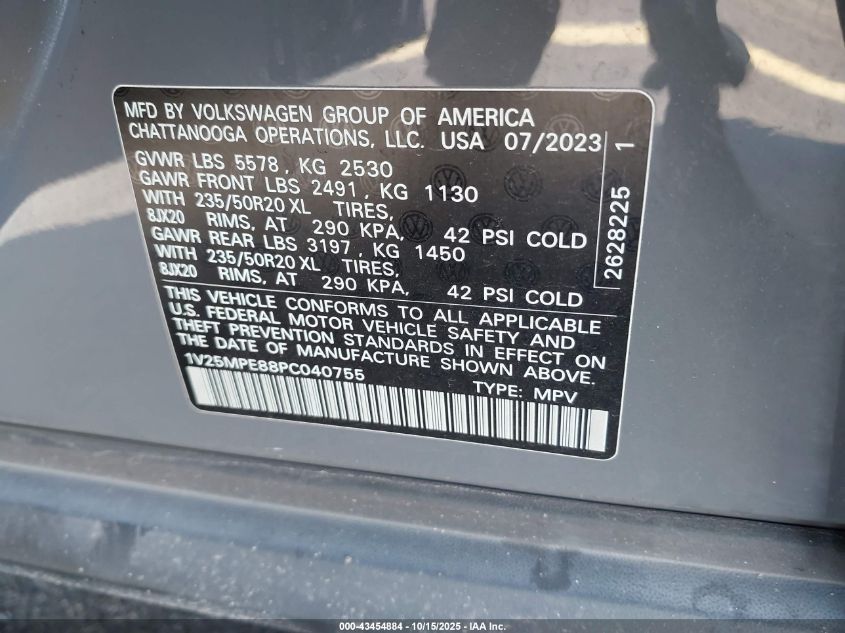 MFD BY VOLKSWAGEN GROUP OF AMERICA
CHATTANOOGA OPERATIONS, LLC. USA 07/2023
GVWR LBS 5578 , KG 2530
GAWR FRONT LBS 2491 , KG 1130
WITH 235/50R20 XL TIRES,
8JX20 RIMS, AT 290 KPA, 42 PSI COLD
GAWR REAR LBS 3197 , KG 1450
WITH 235/50R20 XL TIRES,
8JX20 RIMS, AT 290 KPA, 42 PSI COLD
THIS VEHICLE CONFORMS TO ALL APPLICABLE
U.S. FEDERAL MOTOR VEHICLE SAFETY AND
THEFT PREVENTION STANDARDS IN EFFECT ON
THE DATE OF MANUFACTURE SHOWN ABOVE.
1V25MPE88PC040755
TYPE: MPV
2628225 1
000-43454884 - 10/15/2025 - IAA Inc.